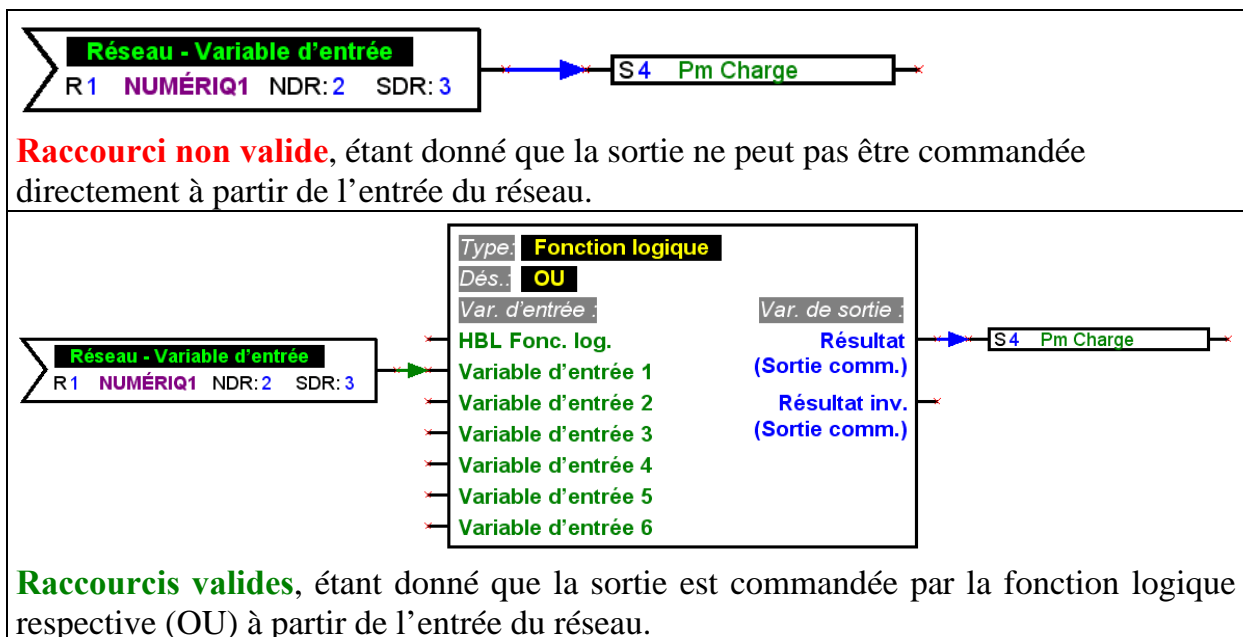 Réseau - Variable d'entrée
R1 NUMÉRIQ1 NDR: 2 SDR: 3
S4 Pm Charge
Raccourci non valide, étant donné que la sortie ne peut pas être commandée
directement à partir de l'entrée du réseau.
Type: Fonction logique
Dés.: OU
Var. d'entrée : Var. de sortie :
HBL Fonc. log. Résultat
S4 Pm Charge
Réseau - Variable d'entrée
Variable d'entrée 1 (Sortie comm.)
R1 NUMÉRIQ1 NDR: 2 SDR: 3
Variable d'entrée 2 Résultat inv.
Variable d'entrée 3 (Sortie comm.)
Variable d'entrée 4
Variable d'entrée 5
Variable d'entrée 6
Raccourcis valides, étant donné que la sortie est commandée par la fonction logique
respective (OU) à partir de l'entrée du réseau.